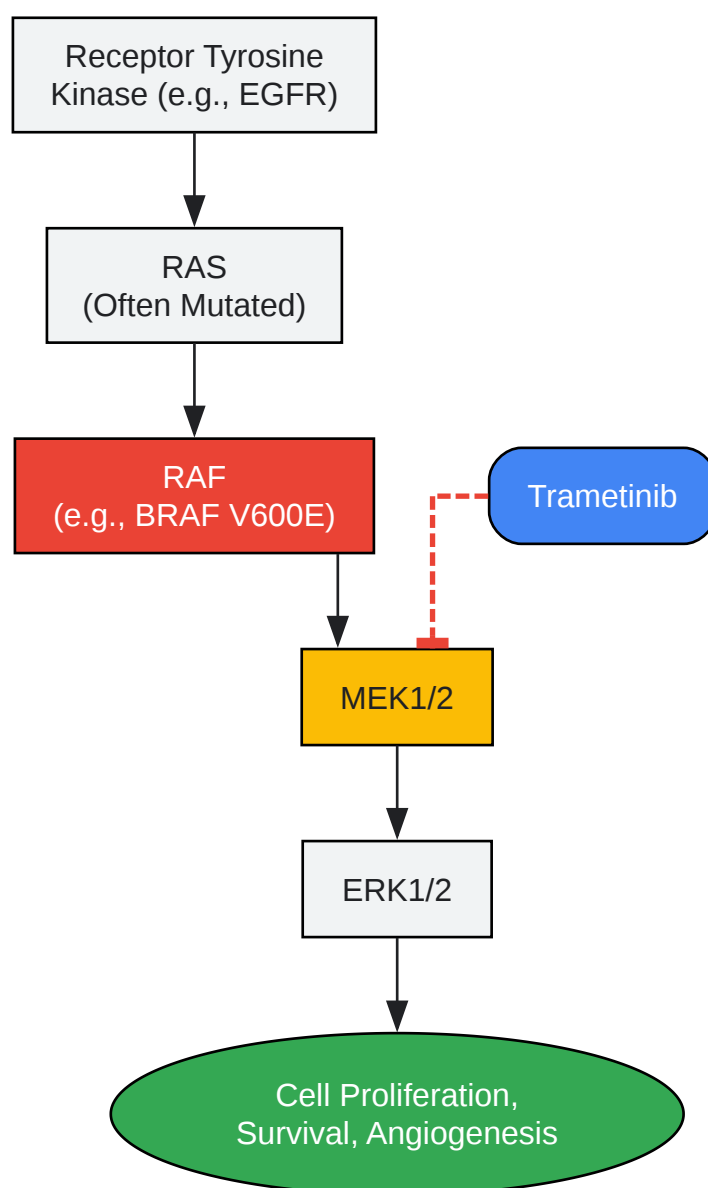 Receptor Tyrosine
Kinase (e.g., EGFR)
RAS
(Often Mutated)
RAF
(e.g., BRAF V600E)
Trametinib
MEK1/2
ERK1/2
Cell Proliferation,
Survival, Angiogenesis